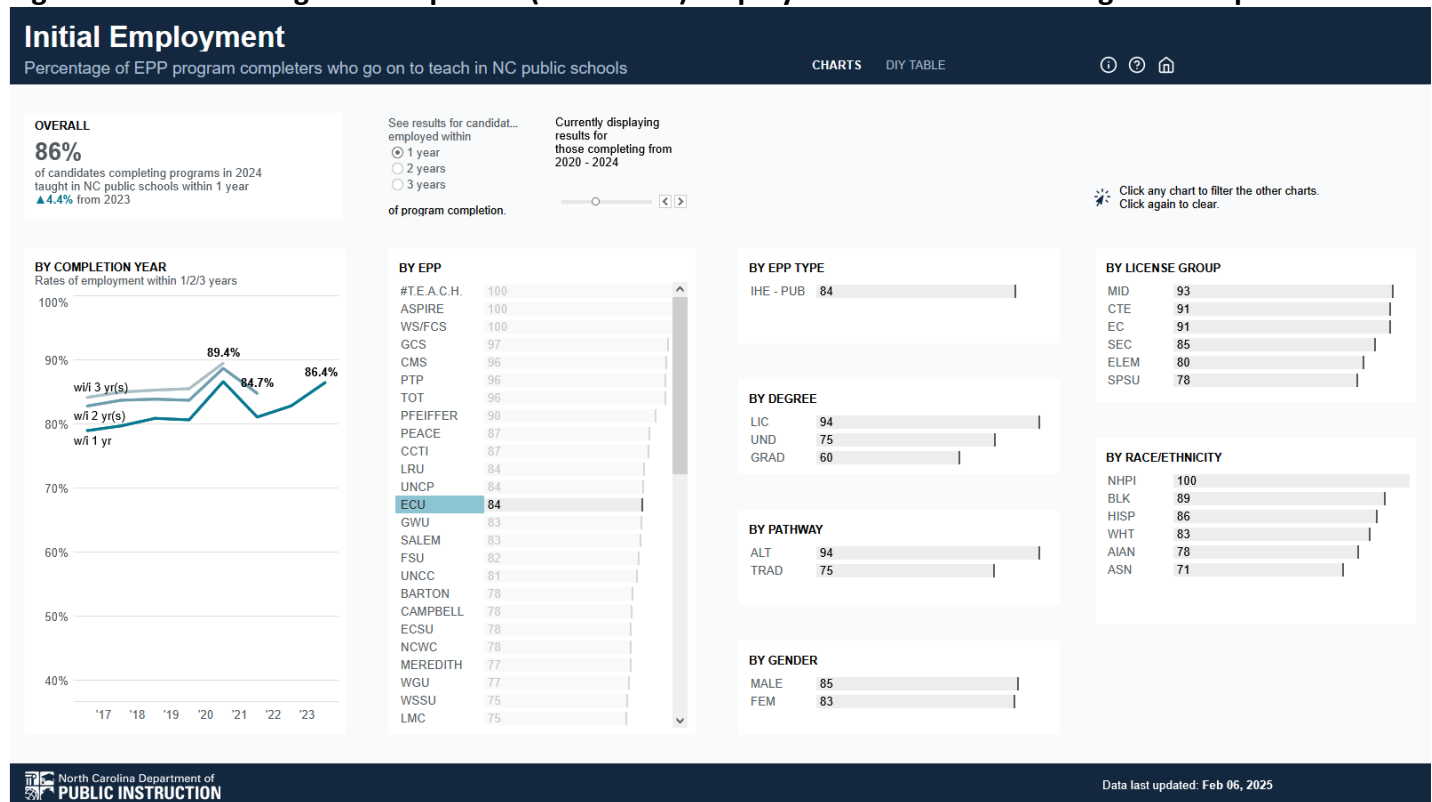 Initial Employment
Percentage of EPP program completers who go on to teach in NC public schools
CHARTS
DIY TABLE
OVERALL
86%
of candidates completing programs in 2024
taught in NC public schools within 1 year
▲4.4% from 2023
See results for candidat...
employed within
1 year
2 years
3 years
of program completion.
Currently displaying
results for
those completing from
2020 - 2024
Click any chart to filter the other charts.
Click again to clear.
BY COMPLETION YEAR
Rates of employment within 1/2/3 years
100%
90%
80%
70%
60%
50%
40%
89.4%
84.7%
86.4%
w/i 3 yr(s)
w/i 2 yr(s)
w/i 1 yr
'17 '18 '19 '20 '21 '22 '23
BY EPP
#T.E.A.C.H. 100
ASPIRE 100
WS/FCS 100
GCS 97
CMS 96
PTP 96
TOT 96
PFEIFFER 90
PEACE 87
CCTI 87
LRU 84
UNCP 84
ECU 84
GWU 83
SALEM 83
FSU 82
UNCC 81
BARTON 78
CAMPBELL 78
ECSU 78
NCWC 78
MEREDITH 77
WGU 77
WSSU 75
LMC 75
BY EPP TYPE
IHE - PUB 84
BY DEGREE
LIC 94
UND 75
GRAD 60
BY PATHWAY
ALT 94
TRAD 75
BY GENDER
MALE 85
FEM 83
BY LICENSE GROUP
MID 93
CTE 91
EC 91
SEC 85
ELEM 80
SPSU 78
BY RACE/ETHNICITY
NHPI 100
BLK 89
HISP 86
WHT 83
AIAN 78
ASN 71
North Carolina Department of
PUBLIC INSTRUCTION
Data last updated: Feb 06, 2025